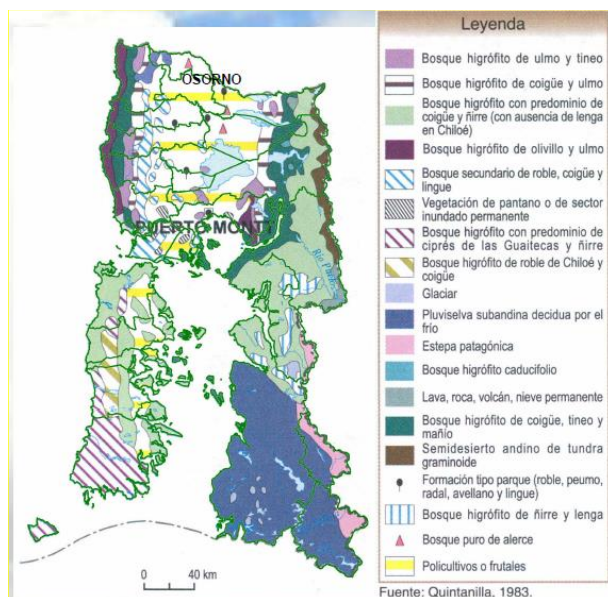 OSORNO
PUERTO MONTT
Río Puelo
0 40 km
Leyenda
Bosque higrófito de ulmo y tineo
Bosque higrófito de coigüe y ulmo
Bosque higrófito con predominio de
coigüe y ñirre (con ausencia de lenga
en Chiloé)
Bosque higrófito de olivillo y ulmo
Bosque secundario de roble, coigüe y
lingue
Vegetación de pantano o de sector
inundado permanente
Bosque higrófito con predominio de
ciprés de las Guaitecas y ñirre
Bosque higrófito de roble de Chiloé y
coigüe
Glaciar
Pluviselva subandina decidua por el
frío
Estepa patagónica
Bosque higrófito caducifolio
Lava, roca, volcán, nieve permanente
Bosque higrófito de coigüe, tineo y
mañío
Semidesierto andino de tundra
graminoide
Formación tipo parque (roble, peumo,
radal, avellano y lingue)
Bosque higrófito de ñirre y lenga
Bosque puro de alerce
Policultivos o frutales
Fuente: Quintanilla, 1983.